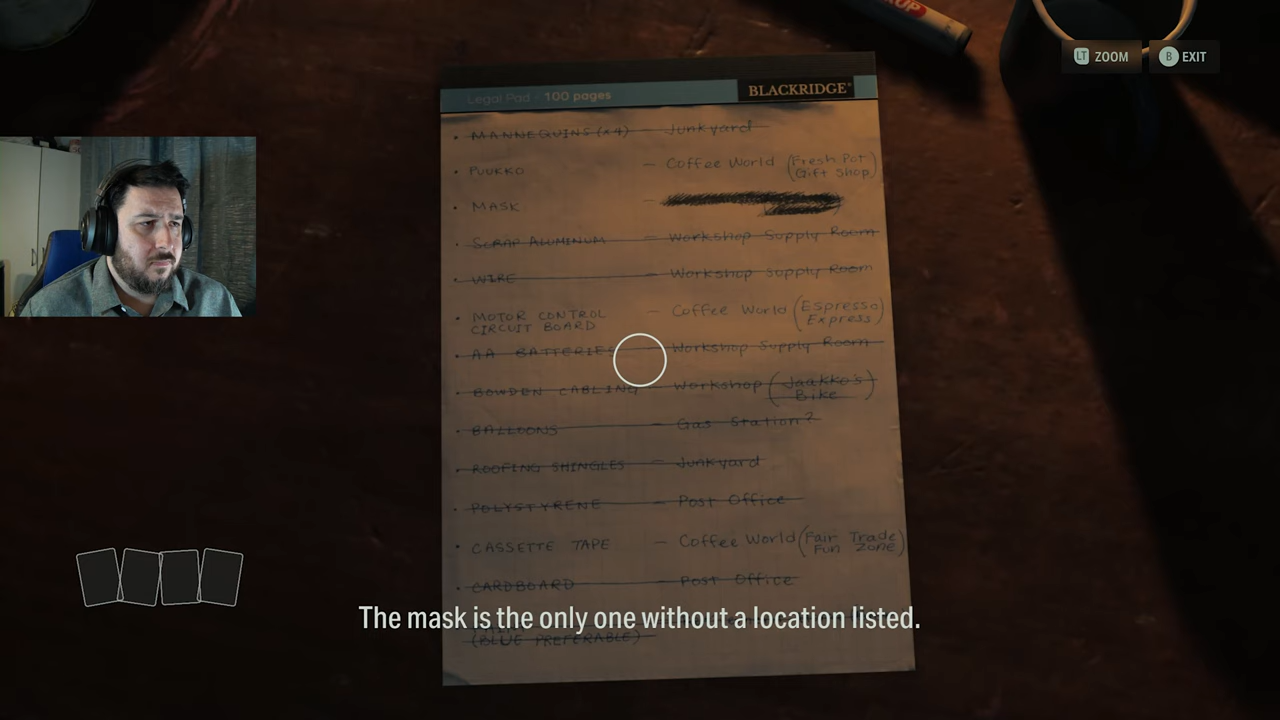 UP
LT ZOOM
B EXIT
Legal Pad - 100 pages
BLACKRIDGE
• MANNEQUINS (x4) — Junkyard
• PUUKKO — Coffee World (Fresh Pot
Gift Shop)
• MASK —
• SCRAP ALUMINUM — Workshop Supply Room
• WIRE — Workshop Supply Room
• MOTOR CONTROL — Coffee World (Espresso
CIRCUIT BOARD Express)
• AA BATTERIES — Workshop Supply Room
• BOWDEN CABLING — Workshop (Jaakko's
Bike)
• BALLOONS — Gas Station?
• ROOFING SHINGLES — Junkyard
• POLYSTYRENE — Post Office
• CASSETTE TAPE — Coffee World (Fair Trade
Fun Zone)
• CARDBOARD — Post Office
The mask is the only one without a location listed.
(BLUE PREFERABLE)